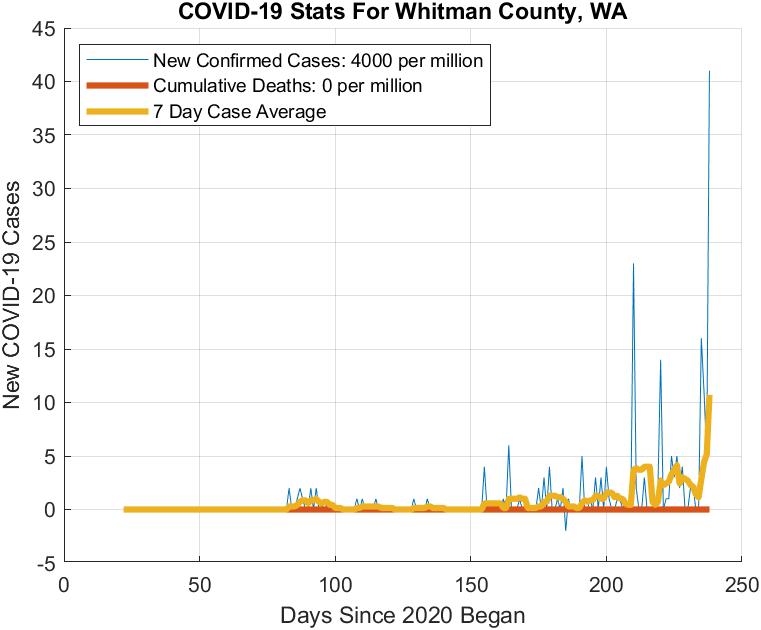 COVID-19 Stats For Whitman County, WA
New Confirmed Cases: 4000 per million
Cumulative Deaths: 0 per million
7 Day Case Average
New COVID-19 Cases
45
40
35
30
25
20
15
10
5
0
-5
0 50 100 150 200 250
Days Since 2020 Began